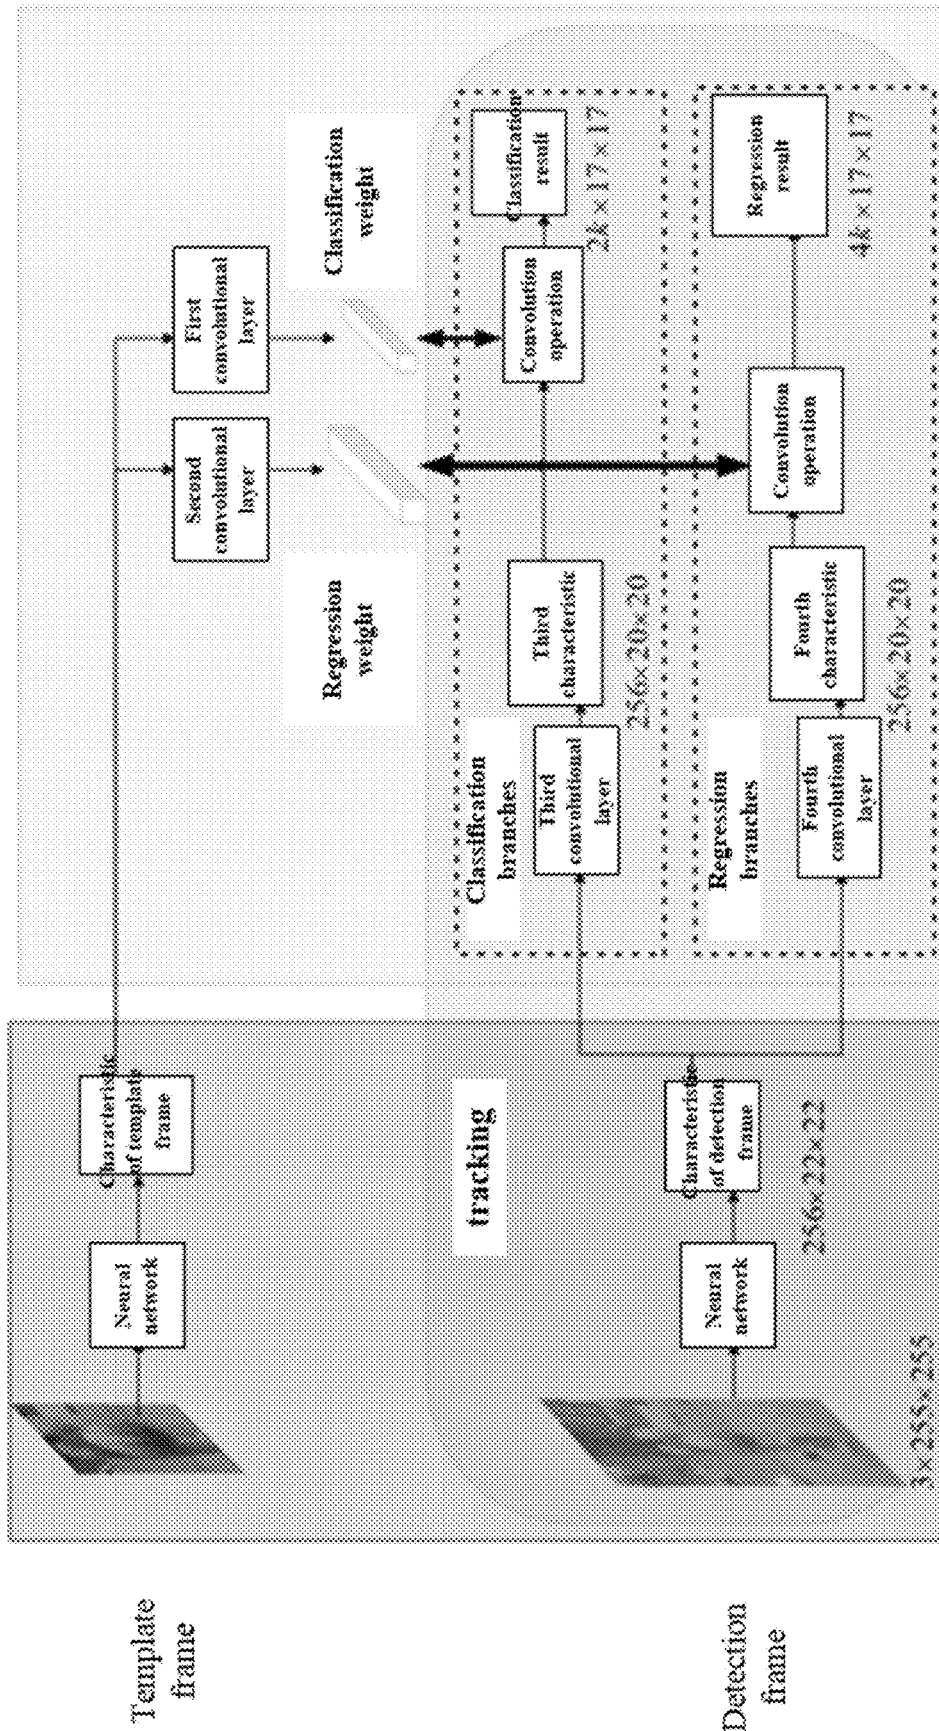 Template
frame
Neural
network
Characteristic
of template
frame
First
convolutional
layer
Second
convolutional
layer
Classification
weight
Regression
weight
tracking
Detection
frame
3×255×255
Neural
network
Characteristic
of detection
frame
256×22×22
Classification
branches
Third
convolutional
layer
Third
characteristic
256×20×20
Convolution
operation
Classification
result
2k×17×17
Regression
branches
Fourth
convolutional
layer
Fourth
characteristic
256×20×20
Convolution
operation
Regression
result
4k×17×17